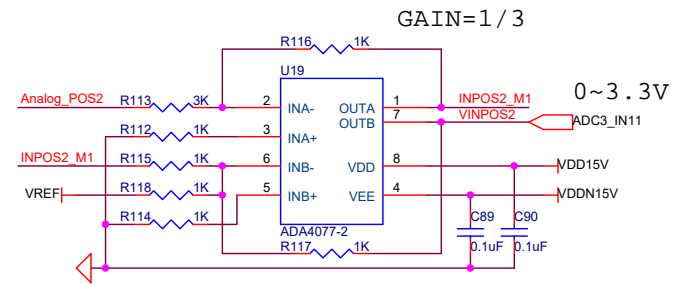 GAIN=1/3
R116 1K
U19
Analog_POS2 R113 3K 2 INA- OUTA 1 INPOS2_M1 0~3.3V
OUTB 7 VINPOS2 ADC3_IN11
R112 1K 3 INA+
INPOS2_M1 R115 1K 6 INB- VDD 8 VDD15V
VREF R118 1K 5 INB+ VEE 4 VDDN15V
R114 1K
ADA4077-2
C89 C90
R117 1K 0.1uF 0.1uF